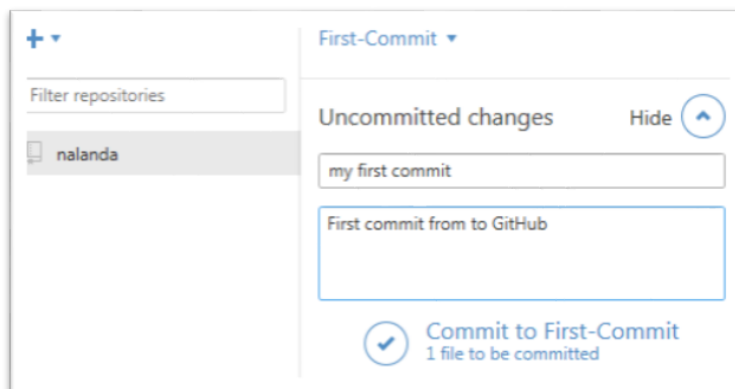 First-Commit
Filter repositories
nalanda
Uncommitted changes
Hide
my first commit
First commit from to GitHub
Commit to First-Commit
1 file to be committed